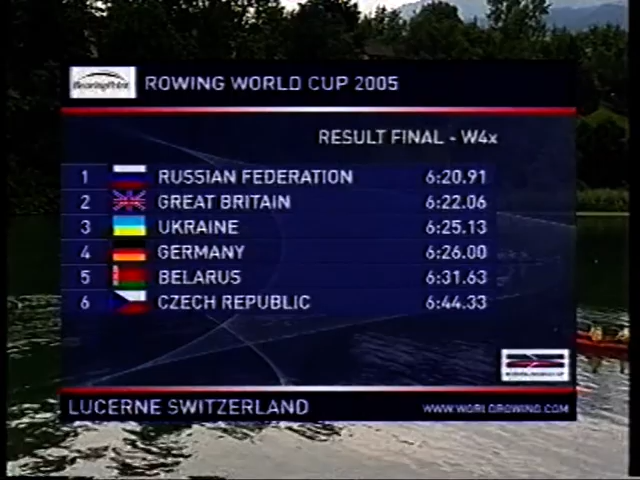 BearingPoint
ROWING WORLD CUP 2005
RESULT FINAL - W4x
1 RUSSIAN FEDERATION 6:20.91
2 GREAT BRITAIN 6:22.06
3 UKRAINE 6:25.13
4 GERMANY 6:26.00
5 BELARUS 6:31.63
6 CZECH REPUBLIC 6:44.33
LUCERNE SWITZERLAND
WWW.WORLDROWING.COM